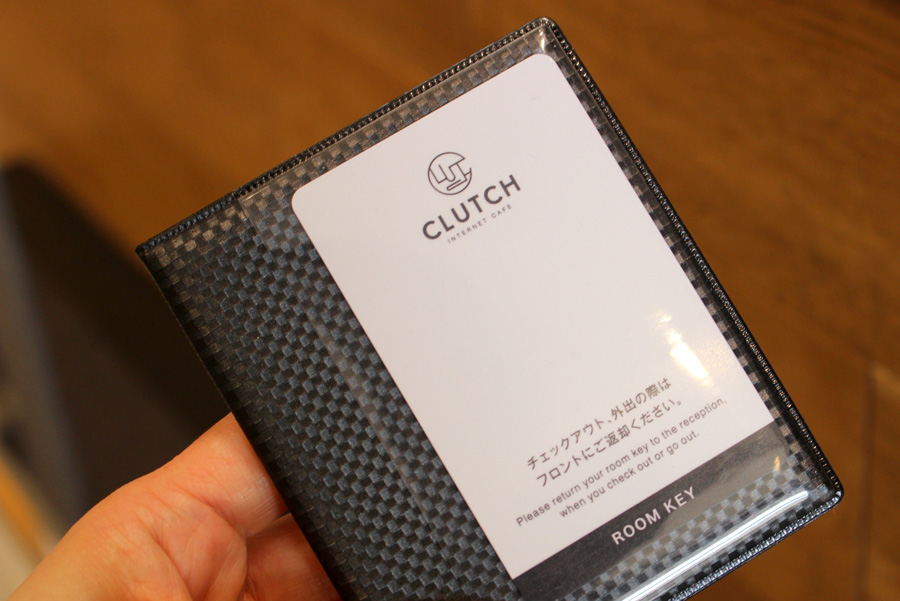 CLUTCH
INTERNET CAFE
チェックアウト、外出の際は
フロントにご返却ください。
Please return your room key to the reception,
when you check out or go out.
ROOM KEY